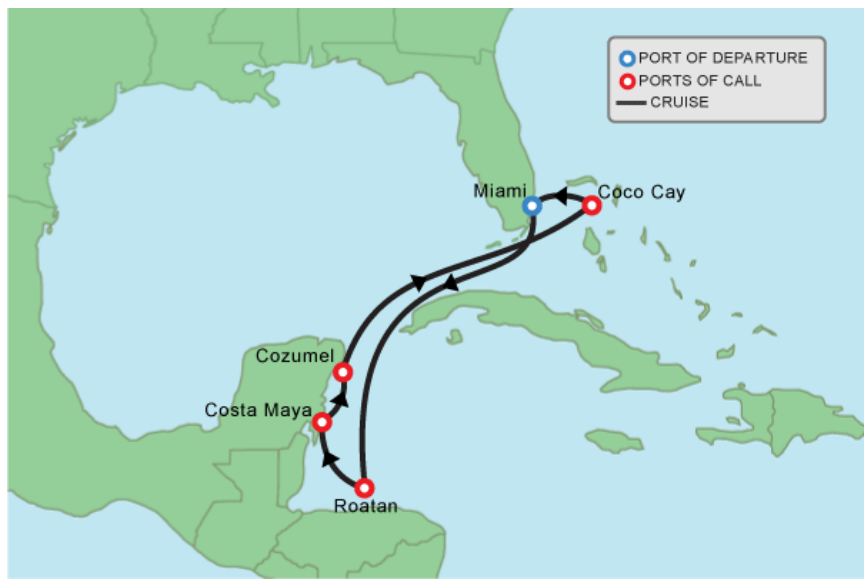 PORT OF DEPARTURE
PORTS OF CALL
CRUISE
Miami
Coco Cay
Cozumel
Costa Maya
Roatan